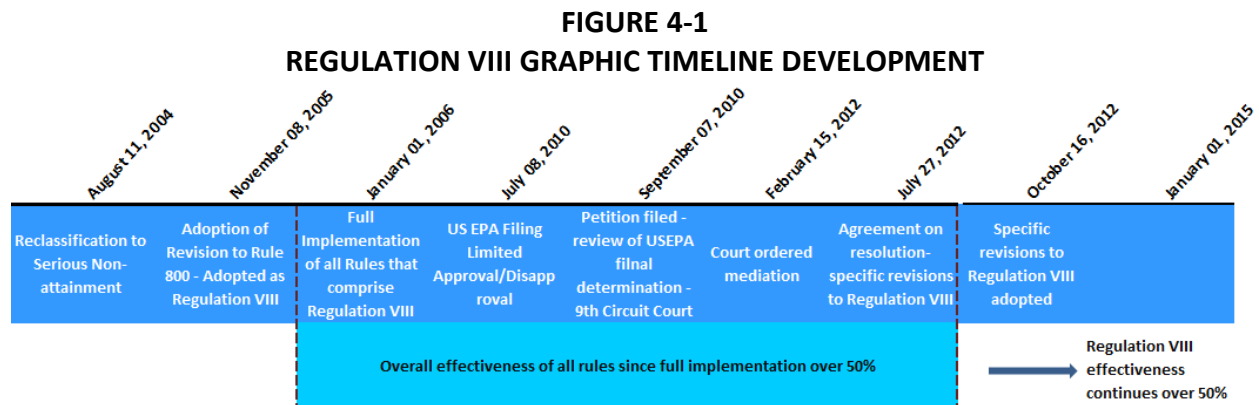 FIGURE 4-1
REGULATION VIII GRAPHIC TIMELINE DEVELOPMENT
August 11, 2004
November 08, 2005
January 01, 2006
July 08, 2010
September 07, 2010
February 15, 2012
July 27, 2012
October 16, 2012
January 01, 2015
Reclassification to
Serious Non-
attainment
Adoption of
Revision to Rule
800 - Adopted as
Regulation VIII
Full
Implementation
of all Rules that
comprise
Regulation VIII
US EPA Filing
Limited
Approval/Disapp
roval
Petition filed -
review of USEPA
filnal
determination -
9th Circuit Court
Court ordered
mediation
Agreement on
resolution-
specific revisions
to Regulation VIII
Specific
revisions to
Regulation VIII
adopted
Overall effectiveness of all rules since full implementation over 50%
Regulation VIII
effectiveness
continues over 50%